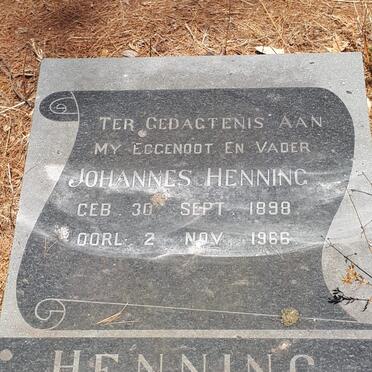 TER GEDAGTENIS AAN
MY EGGENOOT EN VADER
JOHANNES HENNING
GEB. 30 SEPT. 1898
OORL. 2 NOV. 1966
HENNING